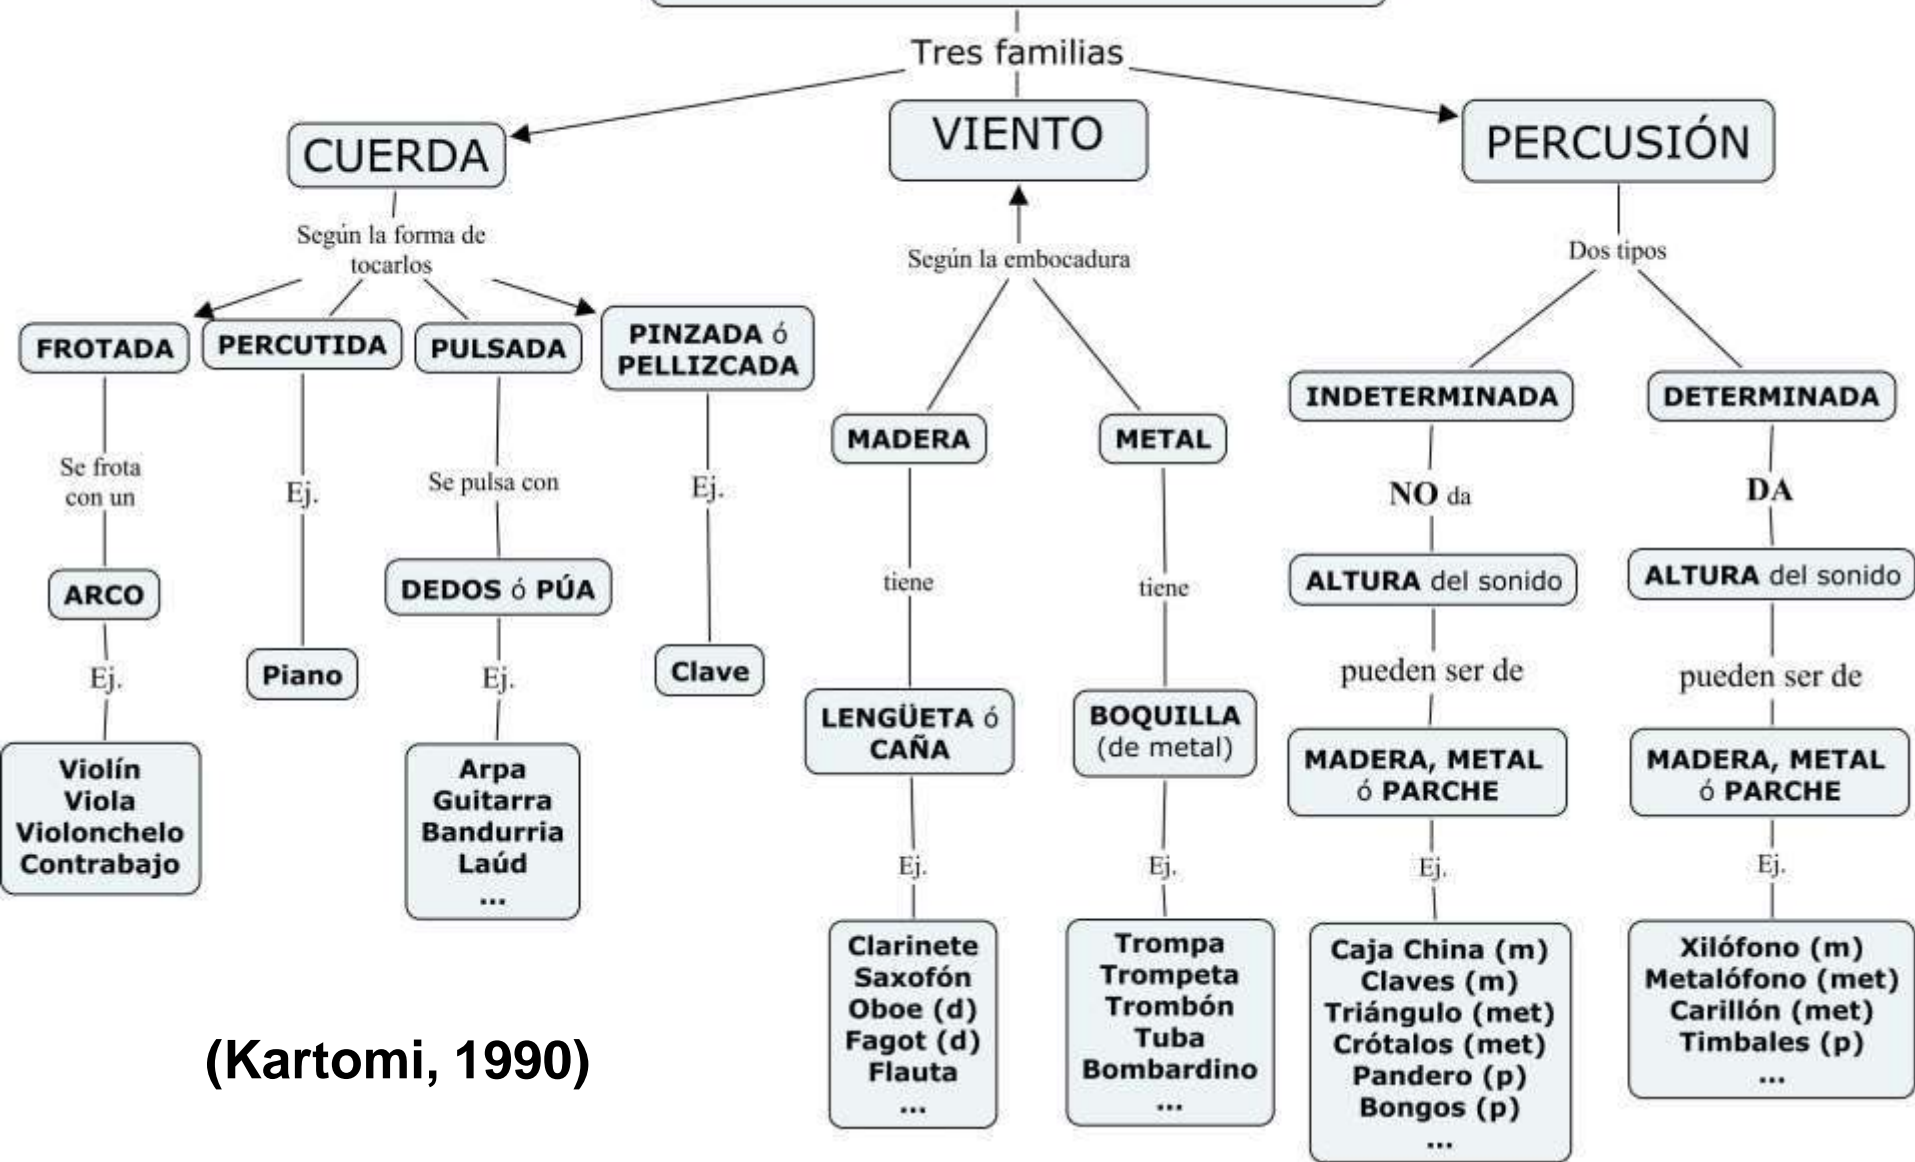 Tres familias
CUERDA
VIENTO
PERCUSIÓN
Según la forma de
tocarlos
Según la embocadura
Dos tipos
FROTADA
PERCUTIDA
PULSADA
PINZADA ó
PELLIZCADA
MADERA
METAL
INDETERMINADA
DETERMINADA
Se frota
con un
Ej.
Se pulsa con
Ej.
NO da
DA
ARCO
DEDOS ó PÚA
tiene
tiene
ALTURA del sonido
ALTURA del sonido
Ej.
Piano
Ej.
Clave
pueden ser de
pueden ser de
LENGÜETA ó
CAÑA
BOQUILLA
(de metal)
MADERA, METAL
ó PARCHE
MADERA, METAL
ó PARCHE
Violín
Viola
Violonchelo
Contrabajo
Arpa
Guitarra
Bandurria
Laúd
...
Ej.
Ej.
Ej.
Ej.
Clarinete
Saxofón
Oboe (d)
Fagot (d)
Flauta
...
Trompa
Trompeta
Trombón
Tuba
Bombardino
...
Caja China (m)
Claves (m)
Triángulo (met)
Crótalos (met)
Pandero (p)
Bongos (p)
...
Xilófono (m)
Metalófono (met)
Carillón (met)
Timbales (p)
...
(Kartomi, 1990)